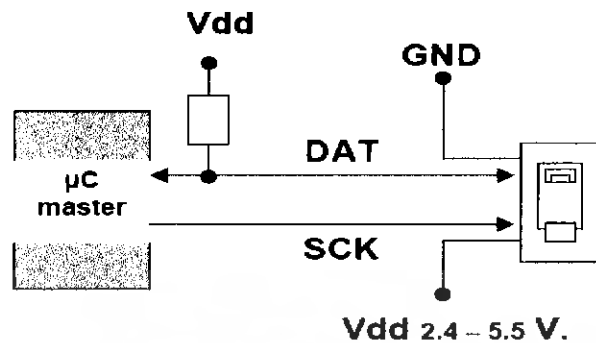 Vdd
GND
DAT
µC
master
SCK
Vdd 2.4 – 5.5 V.